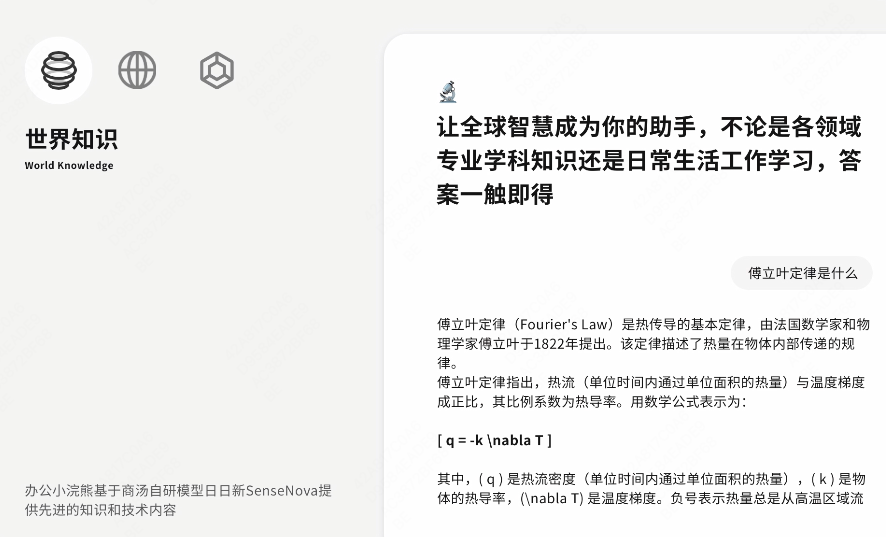 世界知识
World Knowledge
办公小浣熊基于商汤自研模型日日新SenseNova提
供先进的知识和技术内容
让全球智慧成为你的助手，不论是各领域
专业学科知识还是日常生活工作学习，答
案一触即得
傅立叶定律是什么
傅立叶定律（Fourier's Law）是热传导的基本定律，由法国数学家和物
理学家傅立叶于1822年提出。该定律描述了热量在物体内部传递的规
律。
傅立叶定律指出，热流（单位时间内通过单位面积的热量）与温度梯度
成正比，其比例系数为热导率。用数学公式表示为：
[ q = -k \nabla T ]
其中，( q ) 是热流密度（单位时间内通过单位面积的热量），( k ) 是物
体的热导率，(\nabla T) 是温度梯度。负号表示热量总是从高温区域流